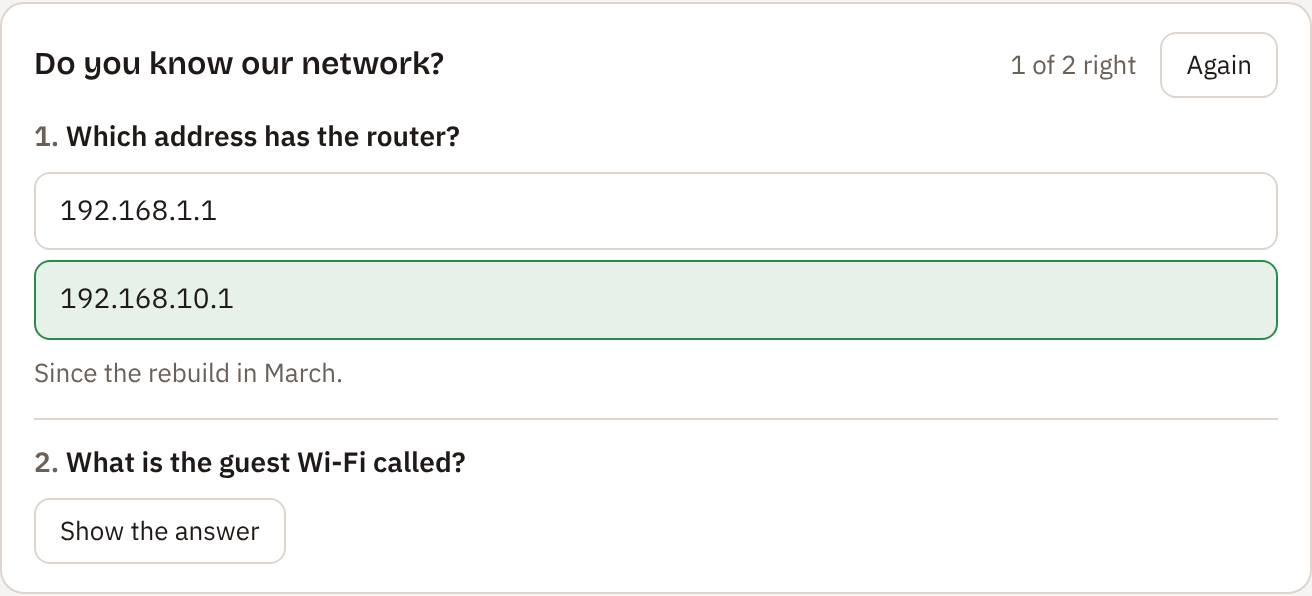 Do you know our network?
1 of 2 right
Again
1. Which address has the router?
192.168.1.1
192.168.10.1
Since the rebuild in March.
2. What is the guest Wi-Fi called?
Show the answer